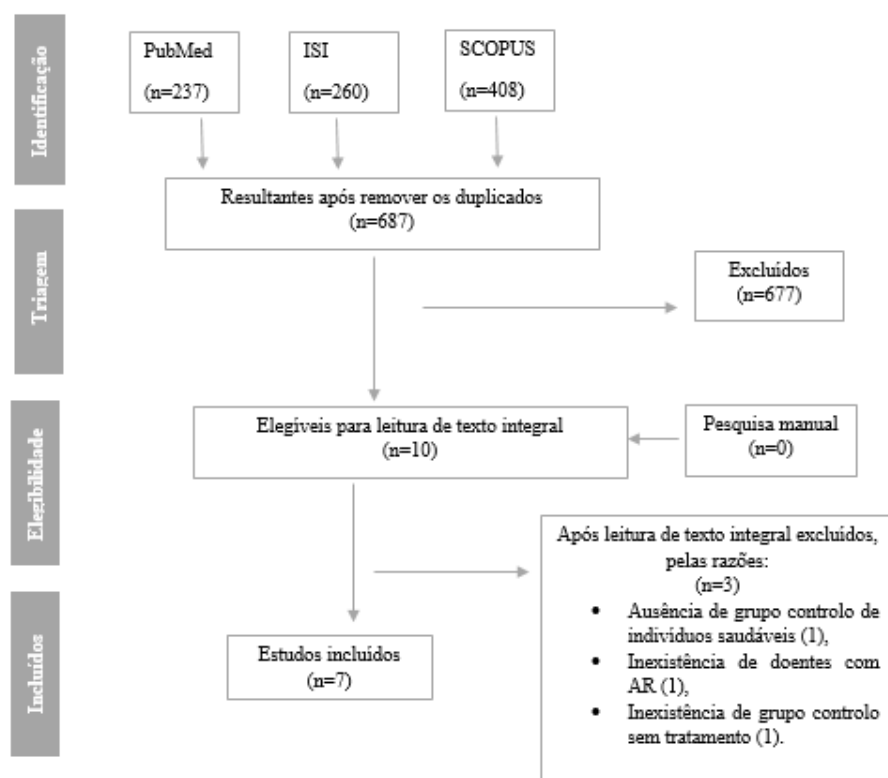 Identificação
PubMed
(n=237)
ISI
(n=260)
SCOPUS
(n=408)
Resultantes após remover os duplicados
(n=687)
Triagem
Excluídos
(n=677)
Elegibilidade
Elegíveis para leitura de texto integral
(n=10)
Pesquisa manual
(n=0)
Após leitura de texto integral excluídos,
pelas razões:
(n=3)
• Ausência de grupo controlo de
indivíduos saudáveis (1),
• Inexistência de doentes com
AR (1),
• Inexistência de grupo controlo
sem tratamento (1).
Incluídos
Estudos incluídos
(n=7)